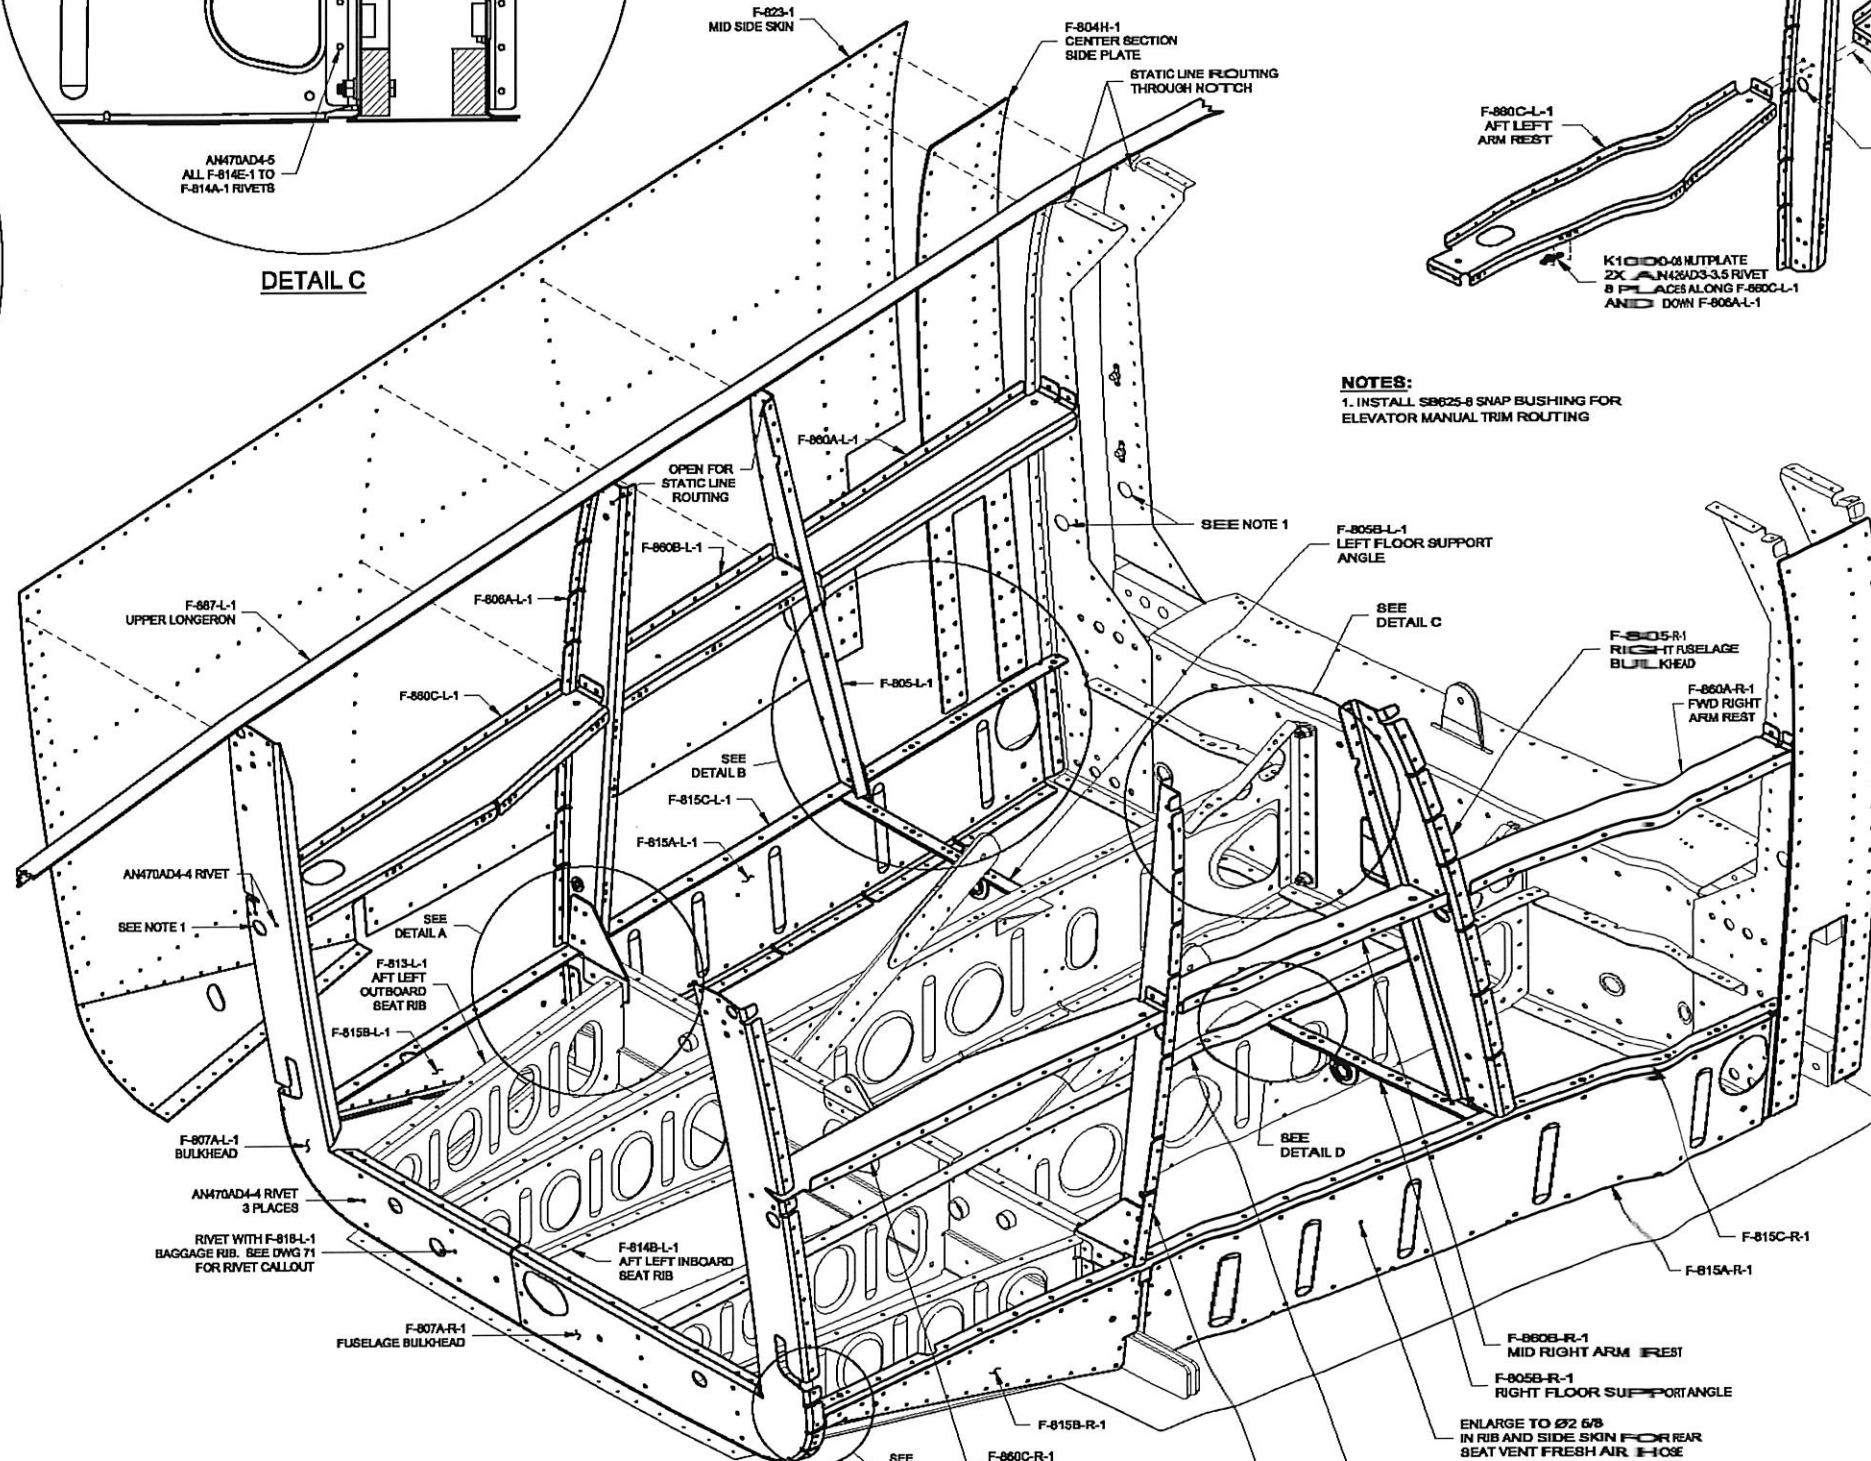 F-823-1
MID SIDE SKIN
F-804H-1
CENTER SECTION
SIDE PLATE
STATIC LINE ROUTING
THROUGH NOTCH
F-860C-L-1
AFT LEFT
ARM REST
AN470AD4-5
ALL F-814E-1 TO
F-814A-1 RIVETS
DETAIL C
K1000-08 NUTPLATE
2X AN426AD3-3.5 RIVET
8 PLACES ALONG F-860C-L-1
AND DOWN F-806A-L-1
NOTES:
1. INSTALL SB625-8 SNAP BUSHING FOR
ELEVATOR MANUAL TRIM ROUTING
F-860A-L-1
OPEN FOR
STATIC LINE
ROUTING
SEE NOTE 1
F-805B-L-1
LEFT FLOOR SUPPORT
ANGLE
F-860B-L-1
F-806A-L-1
F-887-L-1
UPPER LONGERON
SEE
DETAIL C
F-805-R-1
RIGHT FUSELAGE
BULKHEAD
F-860A-R-1
FWD RIGHT
ARM REST
F-860C-L-1
F-805-L-1
SEE
DETAIL B
F-815C-L-1
F-815A-L-1
AN470AD4-4 RIVET
SEE NOTE 1
SEE
DETAIL A
F-813-L-1
AFT LEFT
OUTBOARD
SEAT RIB
F-815B-L-1
F-807A-L-1
BULKHEAD
SEE
DETAIL D
AN470AD4-4 RIVET
3 PLACES
RIVET WITH F-818-L-1
BAGGAGE RIB. SEE DWG 71
FOR RIVET CALLOUT
F-814B-L-1
AFT LEFT INBOARD
SEAT RIB
F-815C-R-1
F-815A-R-1
F-807A-R-1
FUSELAGE BULKHEAD
F-860B-R-1
MID RIGHT ARM REST
F-805B-R-1
RIGHT FLOOR SUPPORT ANGLE
F-815B-R-1
ENLARGE TO Ø2 5/8
IN RIB AND SIDE SKIN FOR REAR
SEAT VENT FRESH AIR HOSE
SEE
F-860C-R-1